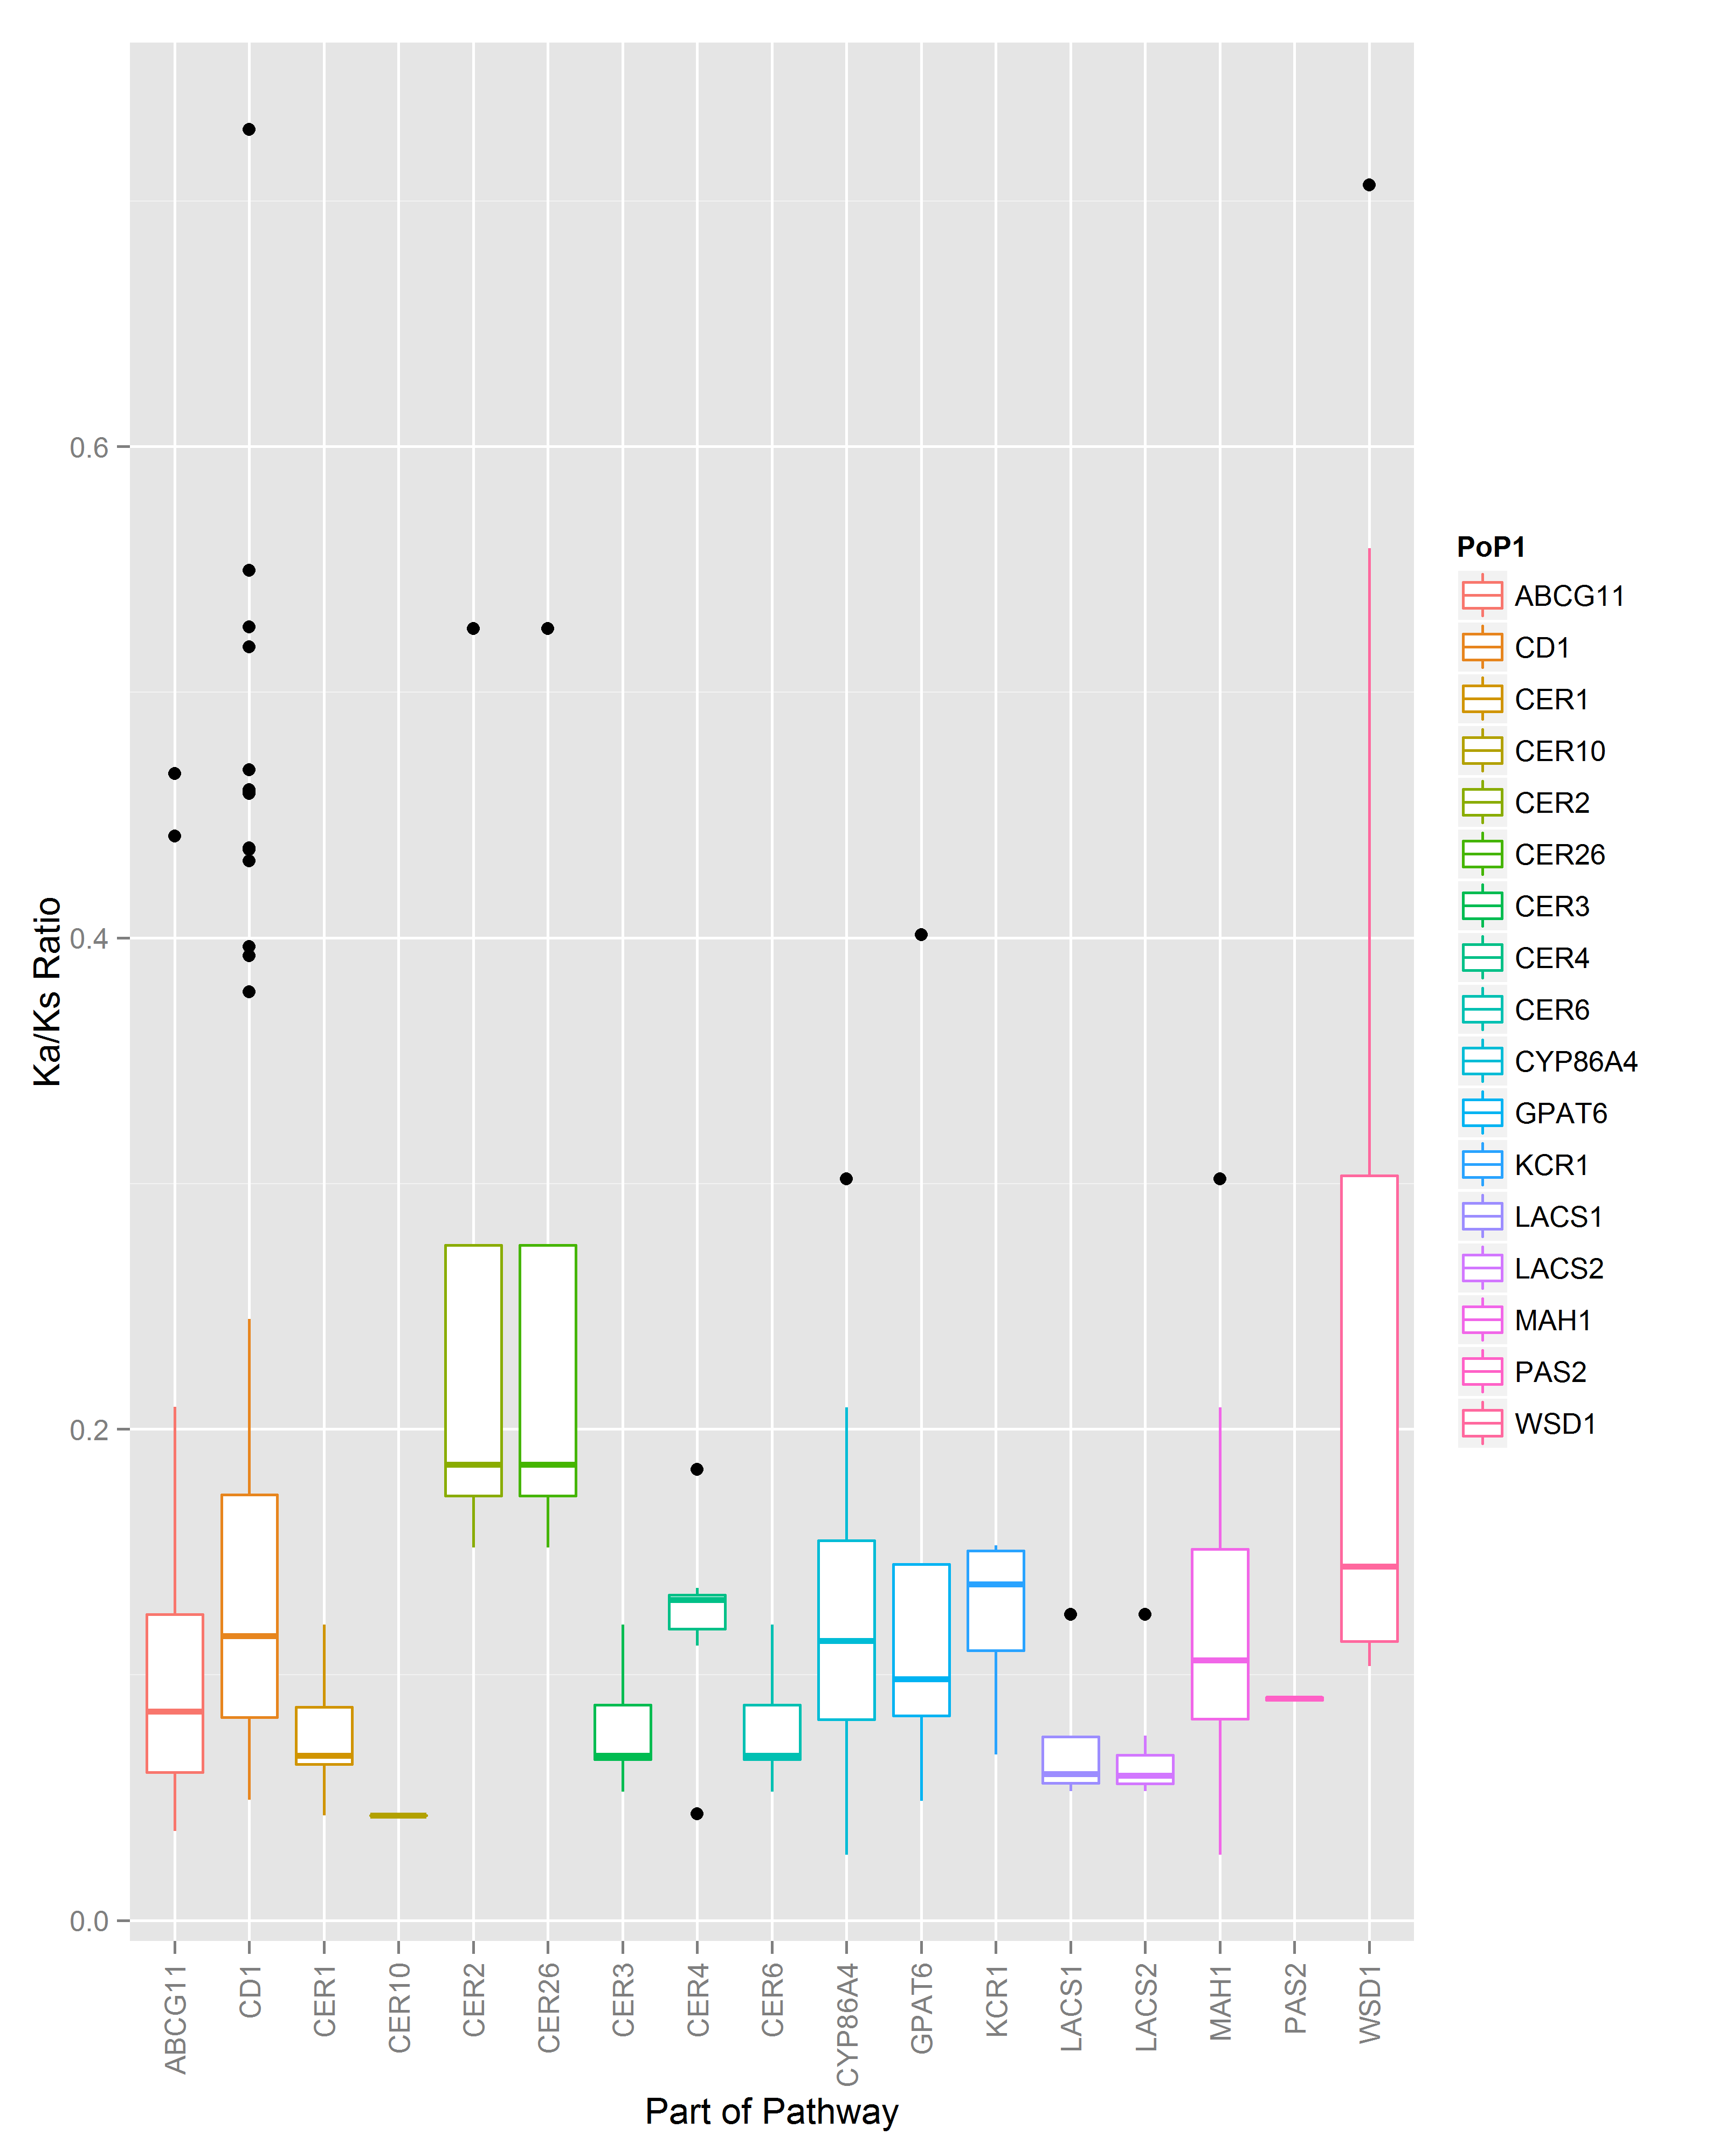 0.6
0.4
0.2
0.0
Ka/Ks Ratio
ABCG11
CD1
CER1
CER10
CER2
CER26
CER3
CER4
CER6
CYP86A4
GPAT6
KCR1
LACS1
LACS2
MAH1
PAS2
WSD1
Part of Pathway
PoP1
ABCG11
CD1
CER1
CER10
CER2
CER26
CER3
CER4
CER6
CYP86A4
GPAT6
KCR1
LACS1
LACS2
MAH1
PAS2
WSD1